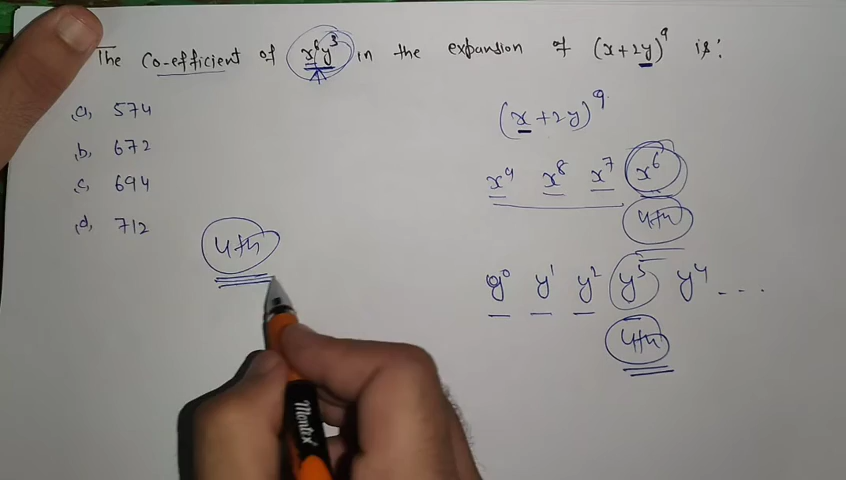 The Co-efficient of x⁶y³ in the expansion of (x+2y)⁹ is:
(a, 574
(b, 672
(c, 694
(d, 712
4th
(x+2y)⁹
x⁹ x⁸ x⁷ x⁶
4th
y⁰ y¹ y² y³ y⁴ ....
4th
Montex